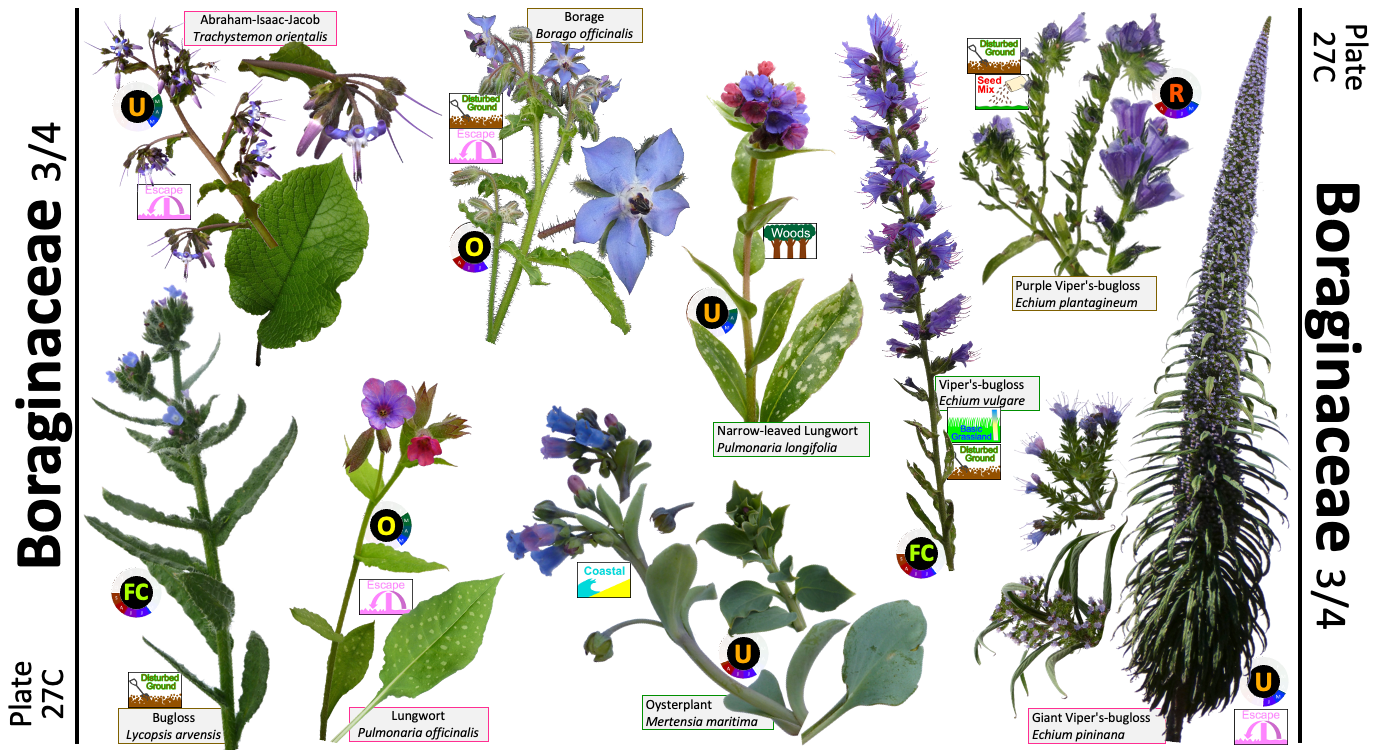 Boraginaceae 3/4
Plate
27C
Abraham-Isaac-Jacob
Trachystemon orientalis
U
Escape
Borage
Borago officinalis
Disturbed
Ground
Escape
O
Woods
U
Narrow-leaved Lungwort
Pulmonaria longifolia
Disturbed
Ground
Seed
Mix
R
Purple Viper's-bugloss
Echium plantagineum
Viper's-bugloss
Echium vulgare
Basic
Grassland
Disturbed
Ground
FC
FC
Disturbed
Ground
Bugloss
Lycopsis arvensis
O
Escape
Lungwort
Pulmonaria officinalis
Coastal
U
Oysterplant
Mertensia maritima
Giant Viper's-bugloss
Echium pininana
U
Escape
Plate
27C
Boraginaceae 3/4